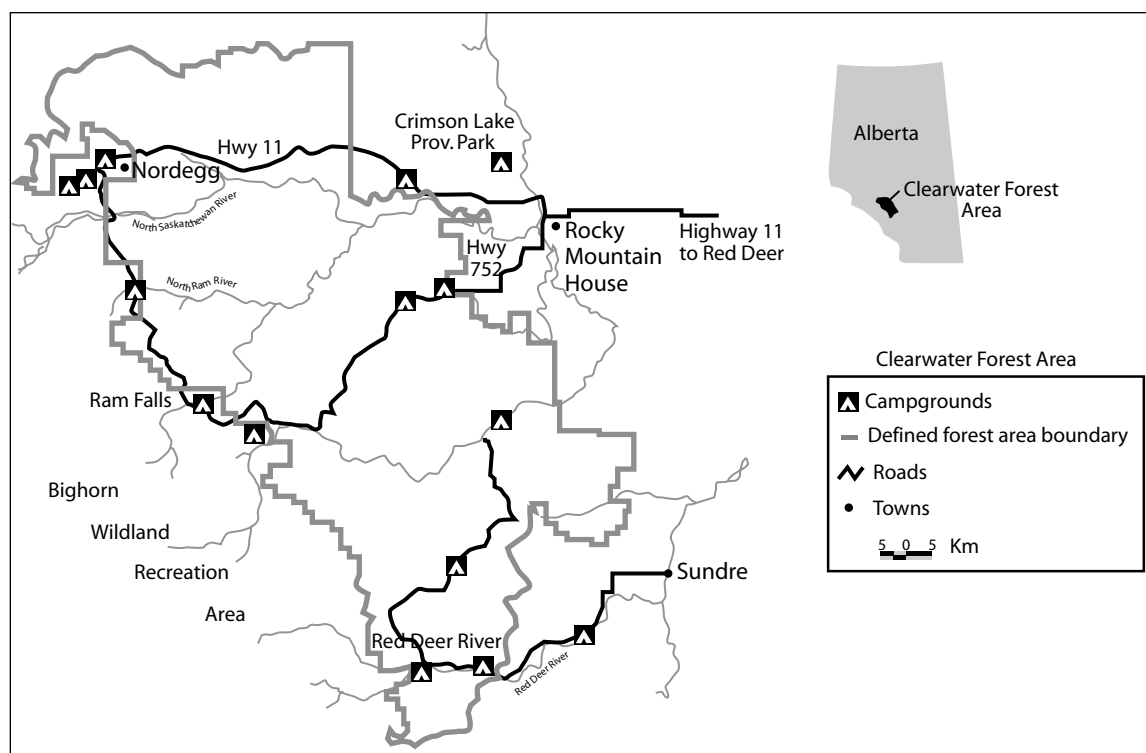 Crimson Lake
Prov. Park
Hwy 11
Nordegg
North Saskatchewan River
Hwy
752
Rocky
Mountain
House
Highway 11
to Red Deer
North Ram River
Ram Falls
Bighorn
Wildland
Recreation
Area
Red Deer River
Red Deer River
Sundre
Alberta
Clearwater Forest
Area
Clearwater Forest Area
Campgrounds
Defined forest area boundary
Roads
Towns
5 0 5 Km